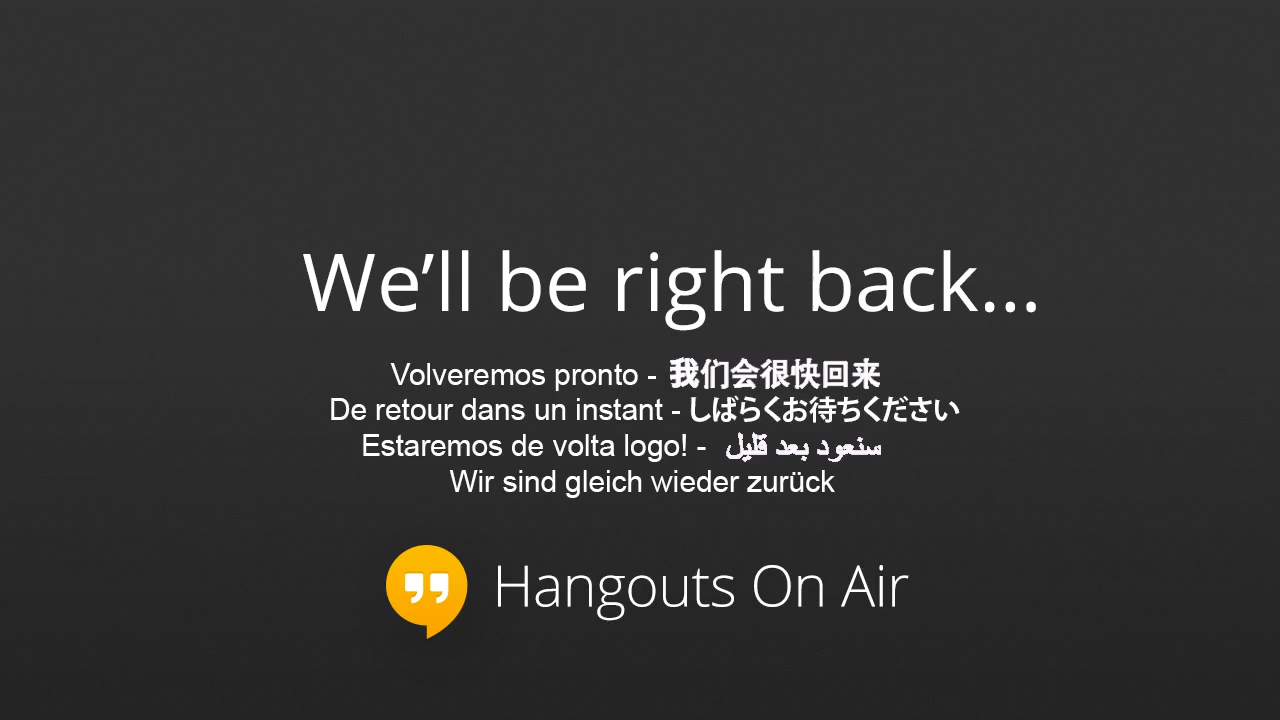 We’ll be right back...
Volveremos pronto - 我们会很快回来
De retour dans un instant - しばらくお待ちください
Estaremos de volta logo! - سنعود بعد قليل
Wir sind gleich wieder zurück
Hangouts On Air